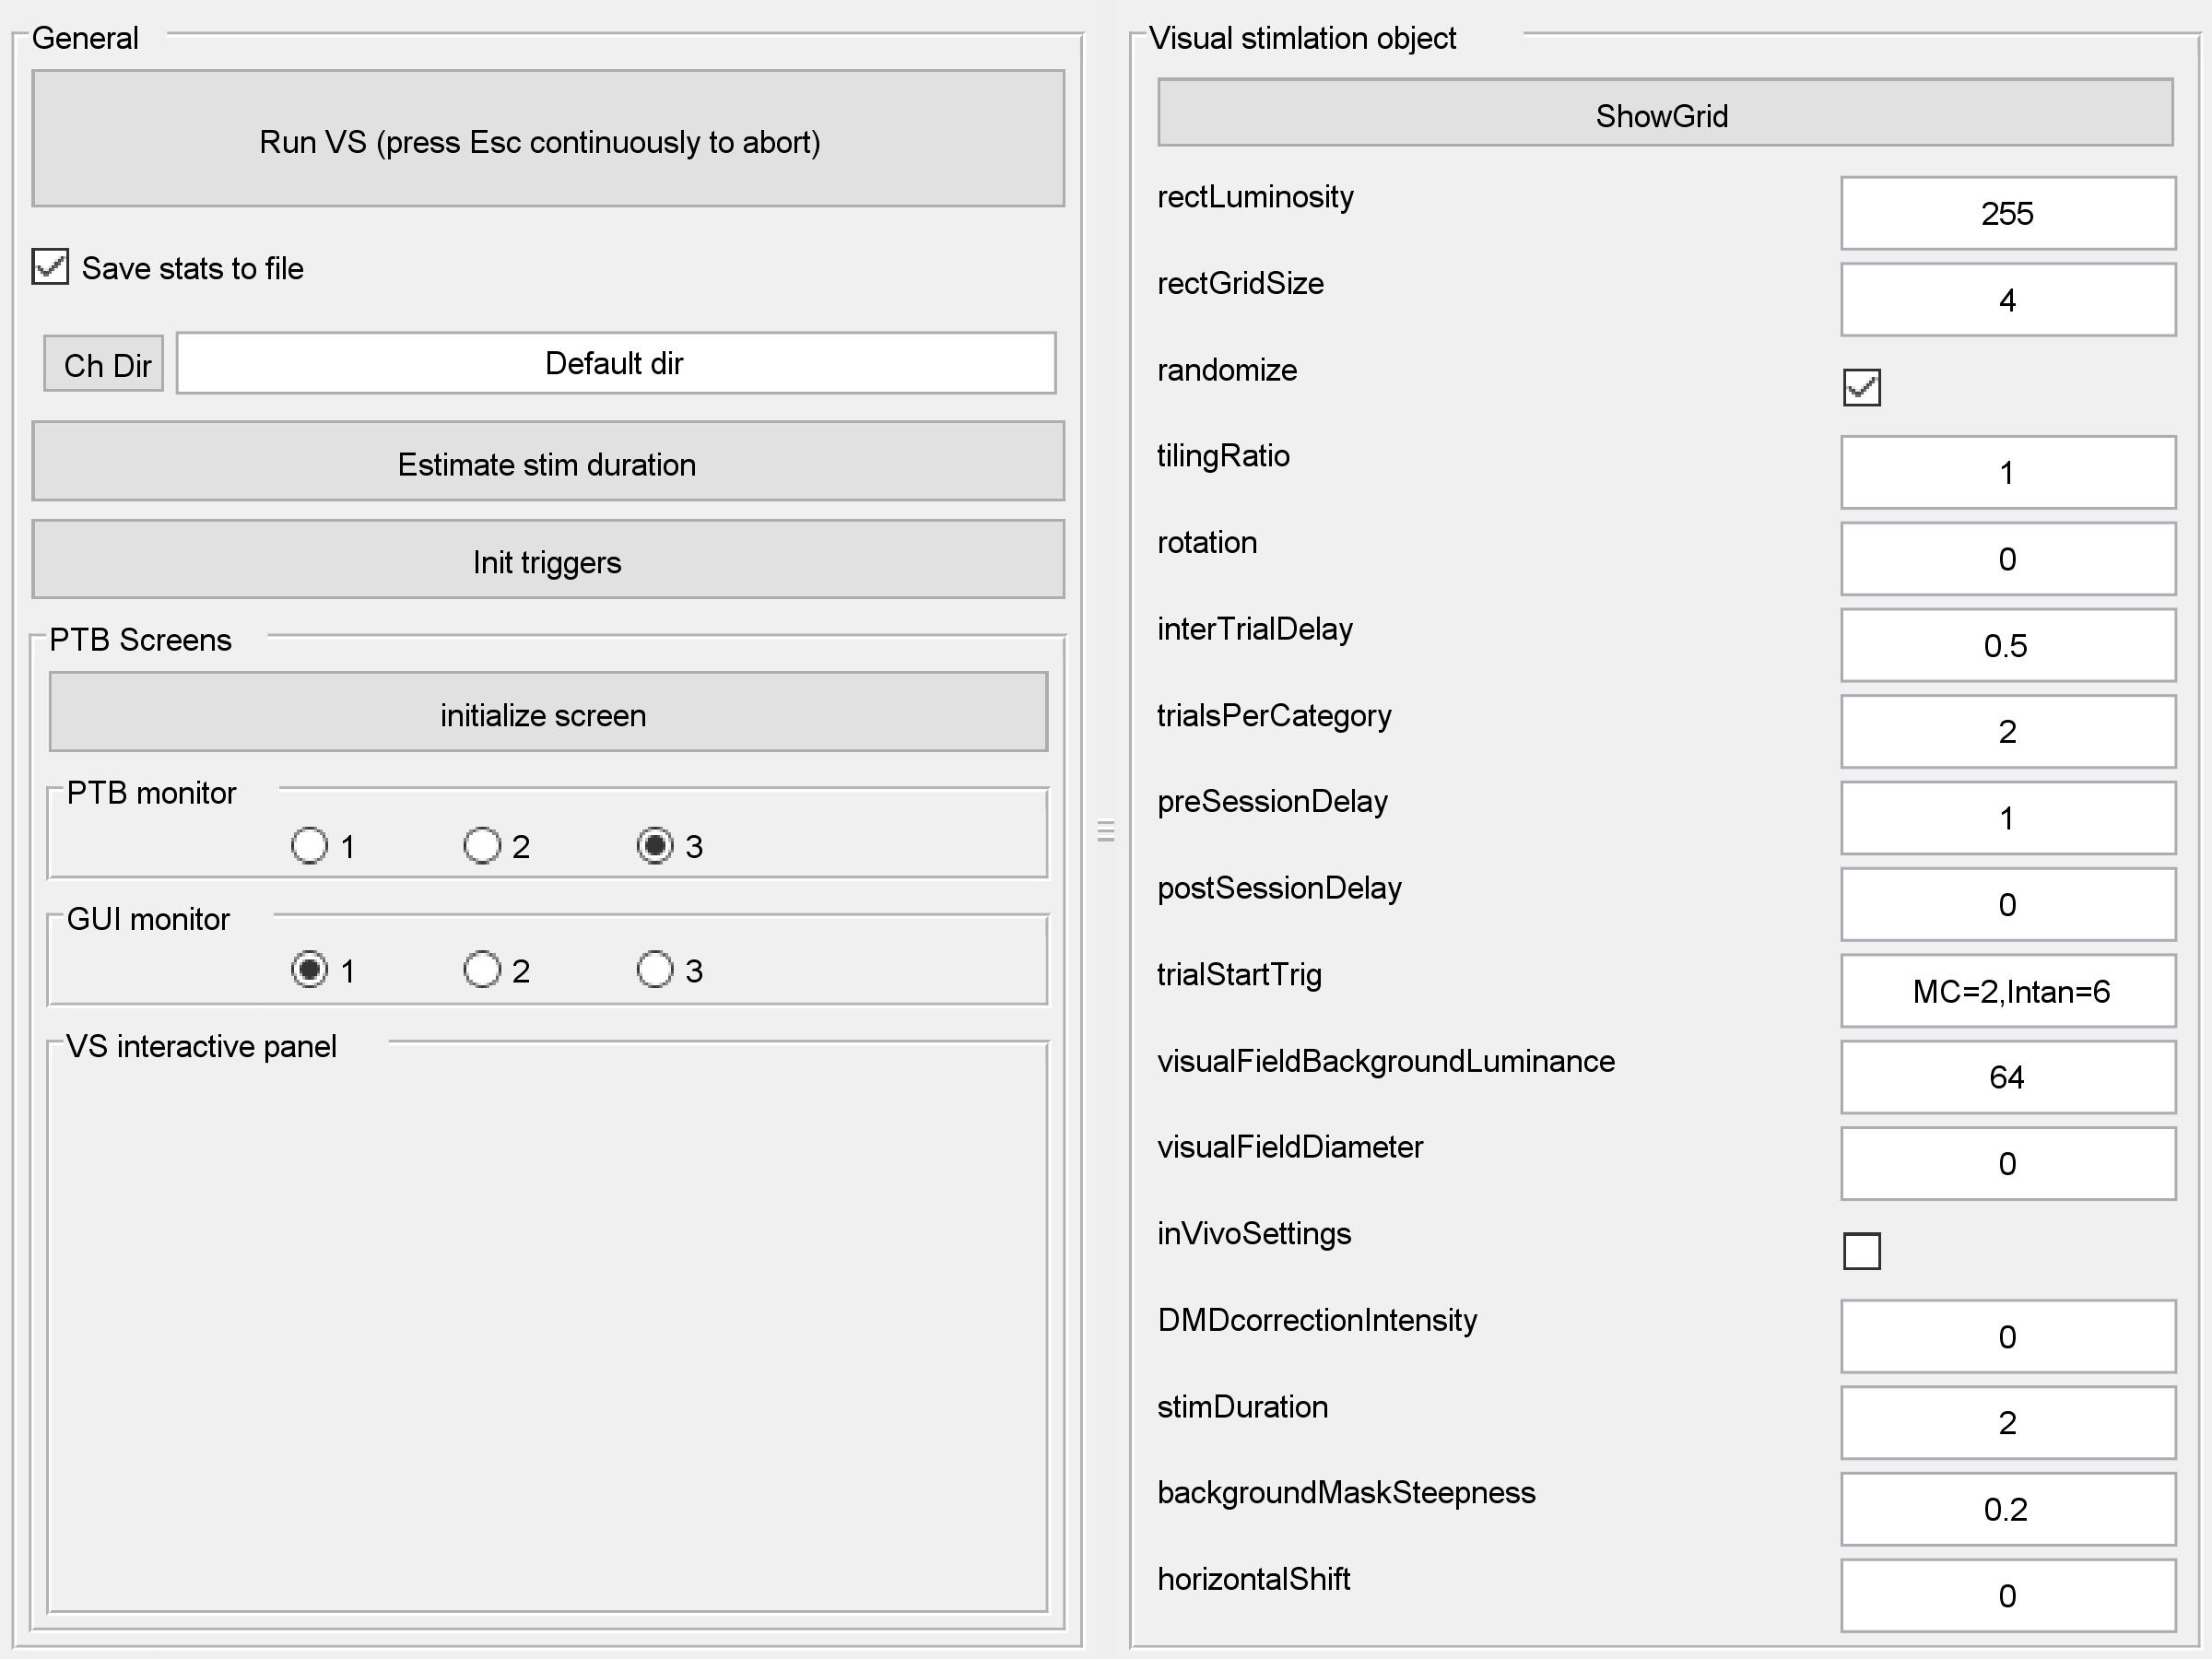 General
Run VS (press Esc continuously to abort)
Save stats to file
Ch Dir
Default dir
Estimate stim duration
Init triggers
PTB Screens
initialize screen
PTB monitor
1 2 3
GUI monitor
1 2 3
VS interactive panel
Visual stimlation object
ShowGrid
rectLuminosity 255
rectGridSize 4
randomize
tilingRatio 1
rotation 0
interTrialDelay 0.5
trialsPerCategory 2
preSessionDelay 1
postSessionDelay 0
trialStartTrig MC=2,Intan=6
visualFieldBackgroundLuminance 64
visualFieldDiameter 0
inVivoSettings
DMDcorrectionIntensity 0
stimDuration 2
backgroundMaskSteepness 0.2
horizontalShift 0